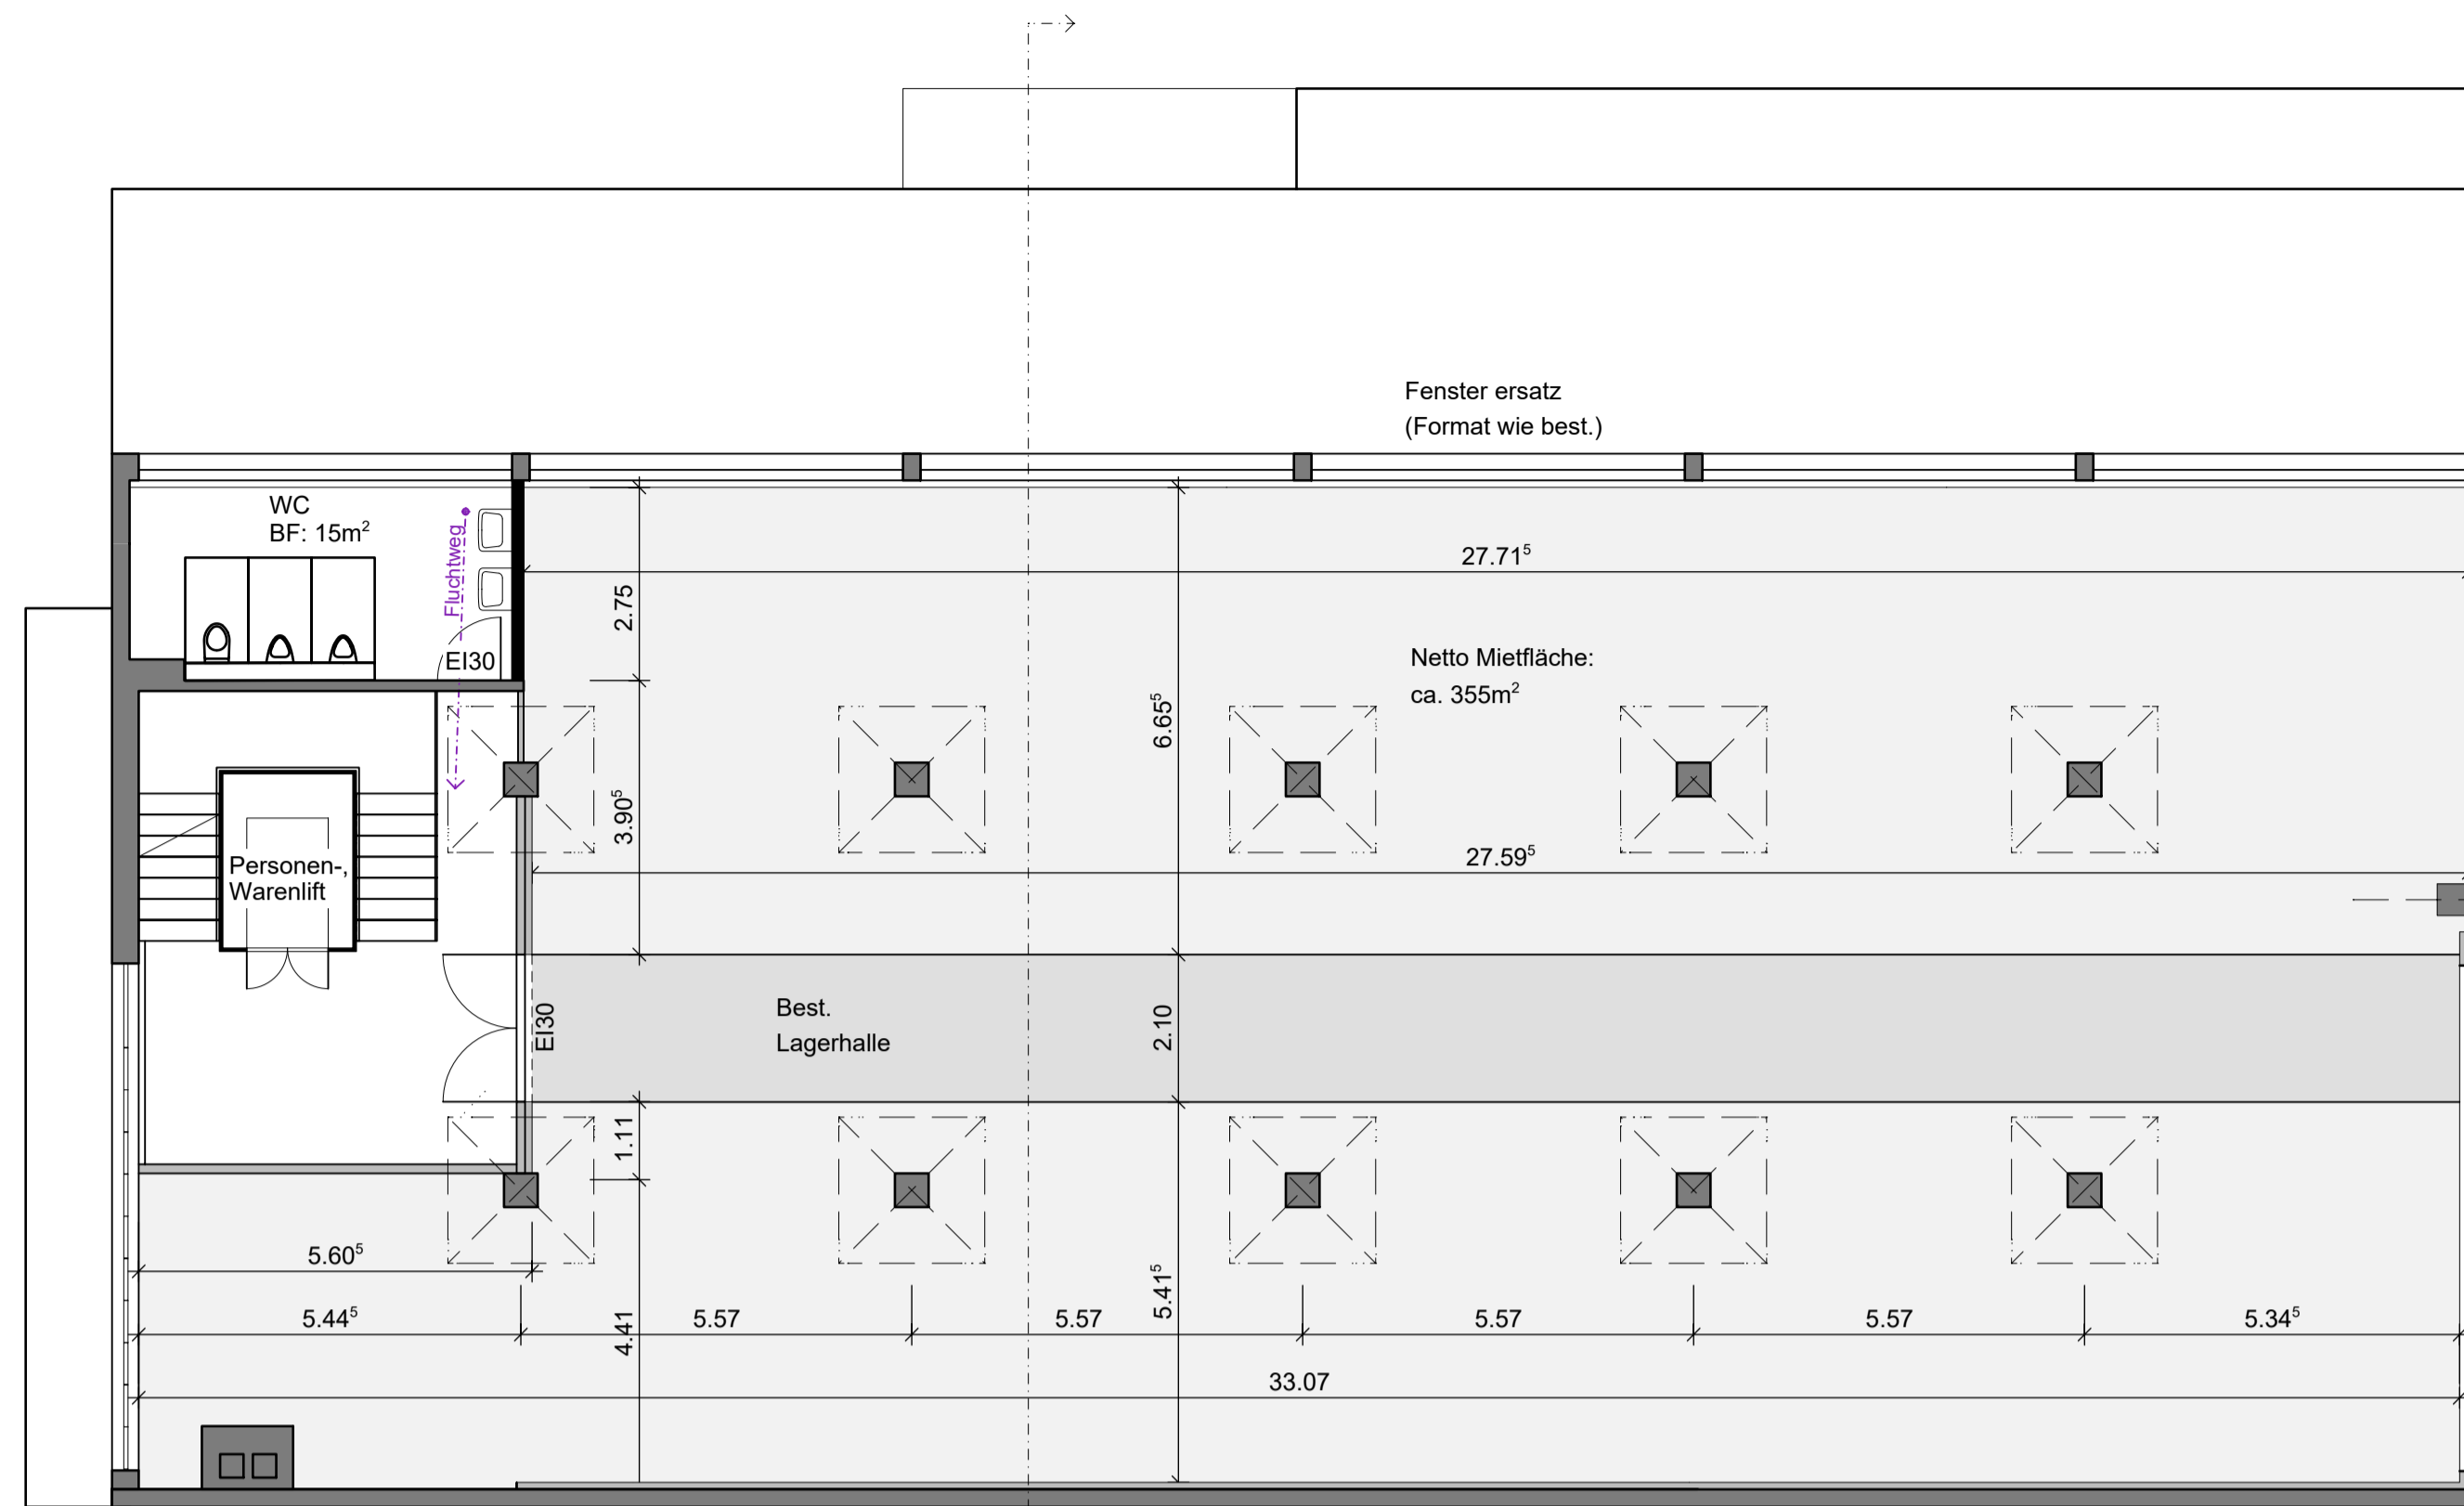 Fenster ersatz
(Format wie best.)
WC
BF: 15m²
Fluchtweg
EI30
27.71⁵
2.75
Netto Mietfläche:
ca. 355m²
6.65⁵
3.90⁵
27.59⁵
Personen-,
Warenlift
EI30
Best.
Lagerhalle
2.10
1.11
5.60⁵
5.41⁵
4.41
5.44⁵
5.57
5.57
5.57
5.57
5.34⁵
33.07